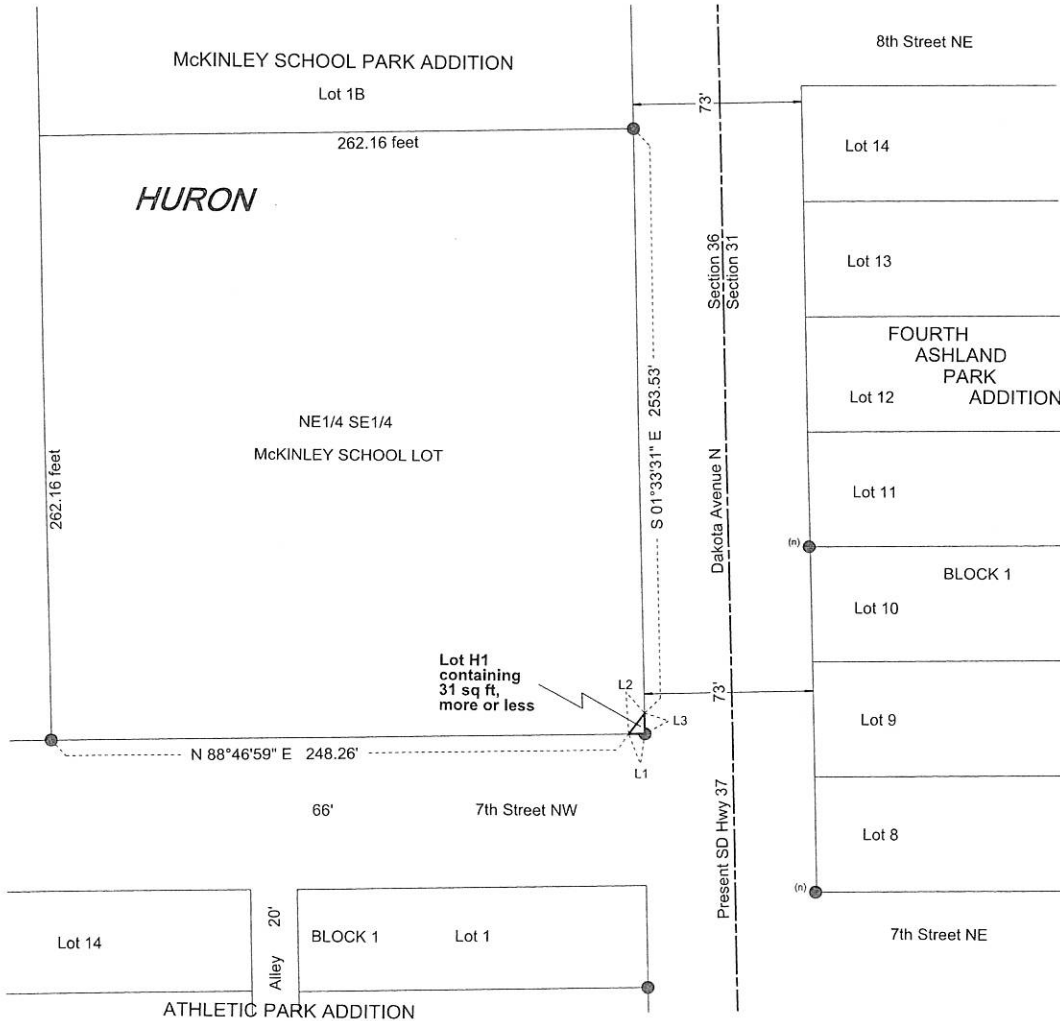 8th Street NE
McKINLEY SCHOOL PARK ADDITION
Lot 1B
73'
262.16 feet
Lot 14
HURON
Section 36
Section 31
Lot 13
FOURTH
ASHLAND
PARK
ADDITION
Lot 12
NE1/4 SE1/4
McKINLEY SCHOOL LOT
262.16 feet
S 01°33'31" E 253.53'
Dakota Avenue N
Lot 11
(n)
BLOCK 1
Lot 10
Lot H1
containing
31 sq ft,
more or less
L2
73'
L3
Lot 9
N 88°46'59" E 248.26'
L1
66'
7th Street NW
Present SD Hwy 37
Lot 8
(n)
Lot 14
Alley 20'
BLOCK 1
Lot 1
7th Street NE
ATHLETIC PARK ADDITION